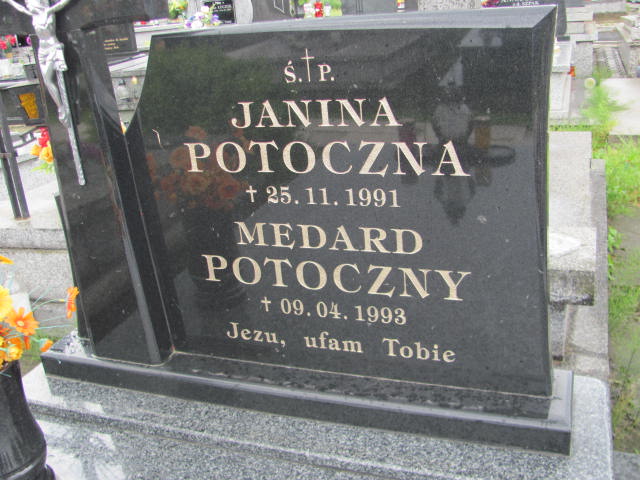 Ś.†P.
JANINA
POTOCZNA
† 25.11.1991
MEDARD
POTOCZNY
† 09.04.1993
Jezu, ufam Tobie